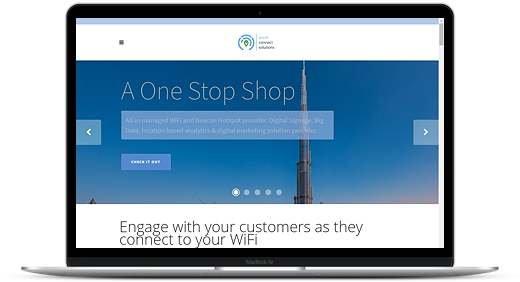 social
connect
solutions
A One Stop Shop
All-in managed WiFi and Beacon Hotspot provider. Digital Signage, Big
Data, location based analytics & digital marketing solution provider.
CHECK IT OUT
Engage with your customers as they
connect to your WiFi
MacBook Air